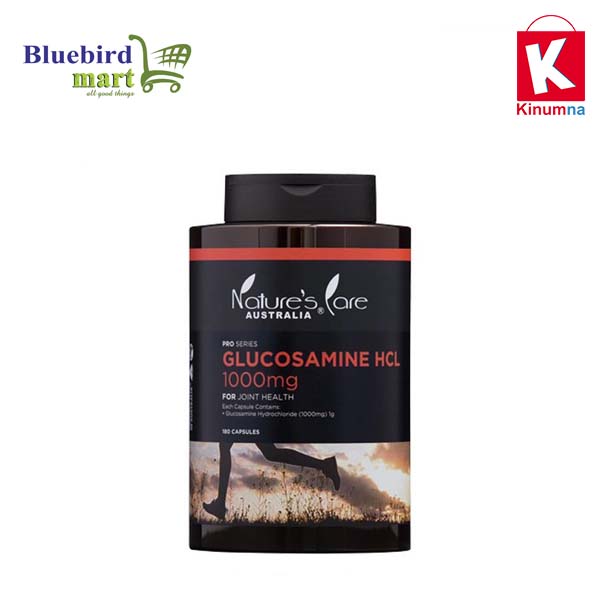 Bluebird
mart
all good things
K
Kinumna
Nature's Care
AUSTRALIA®
PRO SERIES
GLUCOSAMINE HCL
1000mg
FOR JOINT HEALTH
Each Capsule Contains:
• Glucosamine Hydrochloride (1000mg) 1g
180 CAPSULES